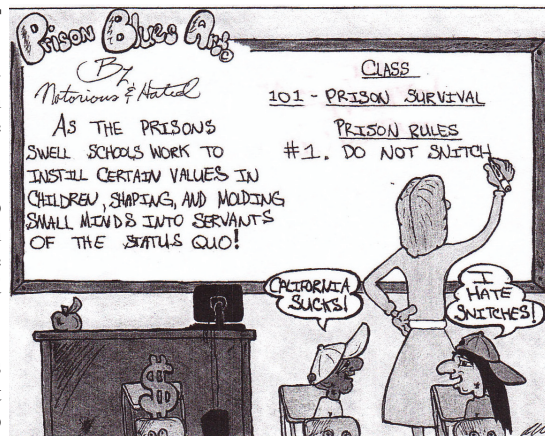 Prison Blues Art©
By
Notorious & Hated
AS THE PRISONS
SWELL SCHOOLS WORK TO
INSTILL CERTAIN VALUES IN
CHILDREN, SHAPING, AND MOLDING
SMALL MINDS INTO SERVANTS
OF THE STATUS QUO!
CLASS
101 - PRISON SURVIVAL
PRISON RULES
#1. DO NOT SNITCH
CALIFORNIA
SUCKS!
I
HATE
SNITCHES!
$